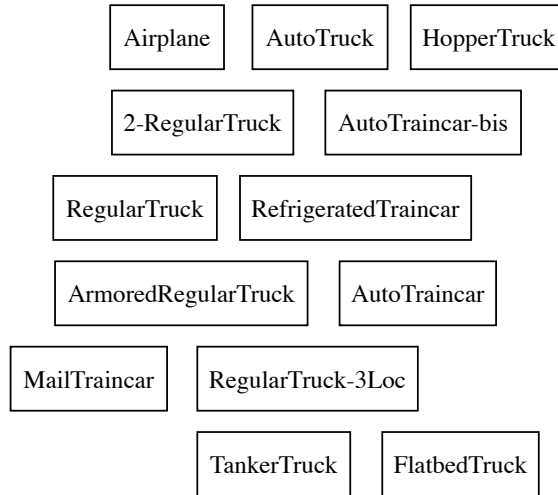 Airplane AutoTruck HopperTruck
2-RegularTruck AutoTraincar-bis
RegularTruck RefrigeratedTraincar
ArmoredRegularTruck AutoTraincar
MailTraincar RegularTruck-3Loc
TankerTruck FlatbedTruck